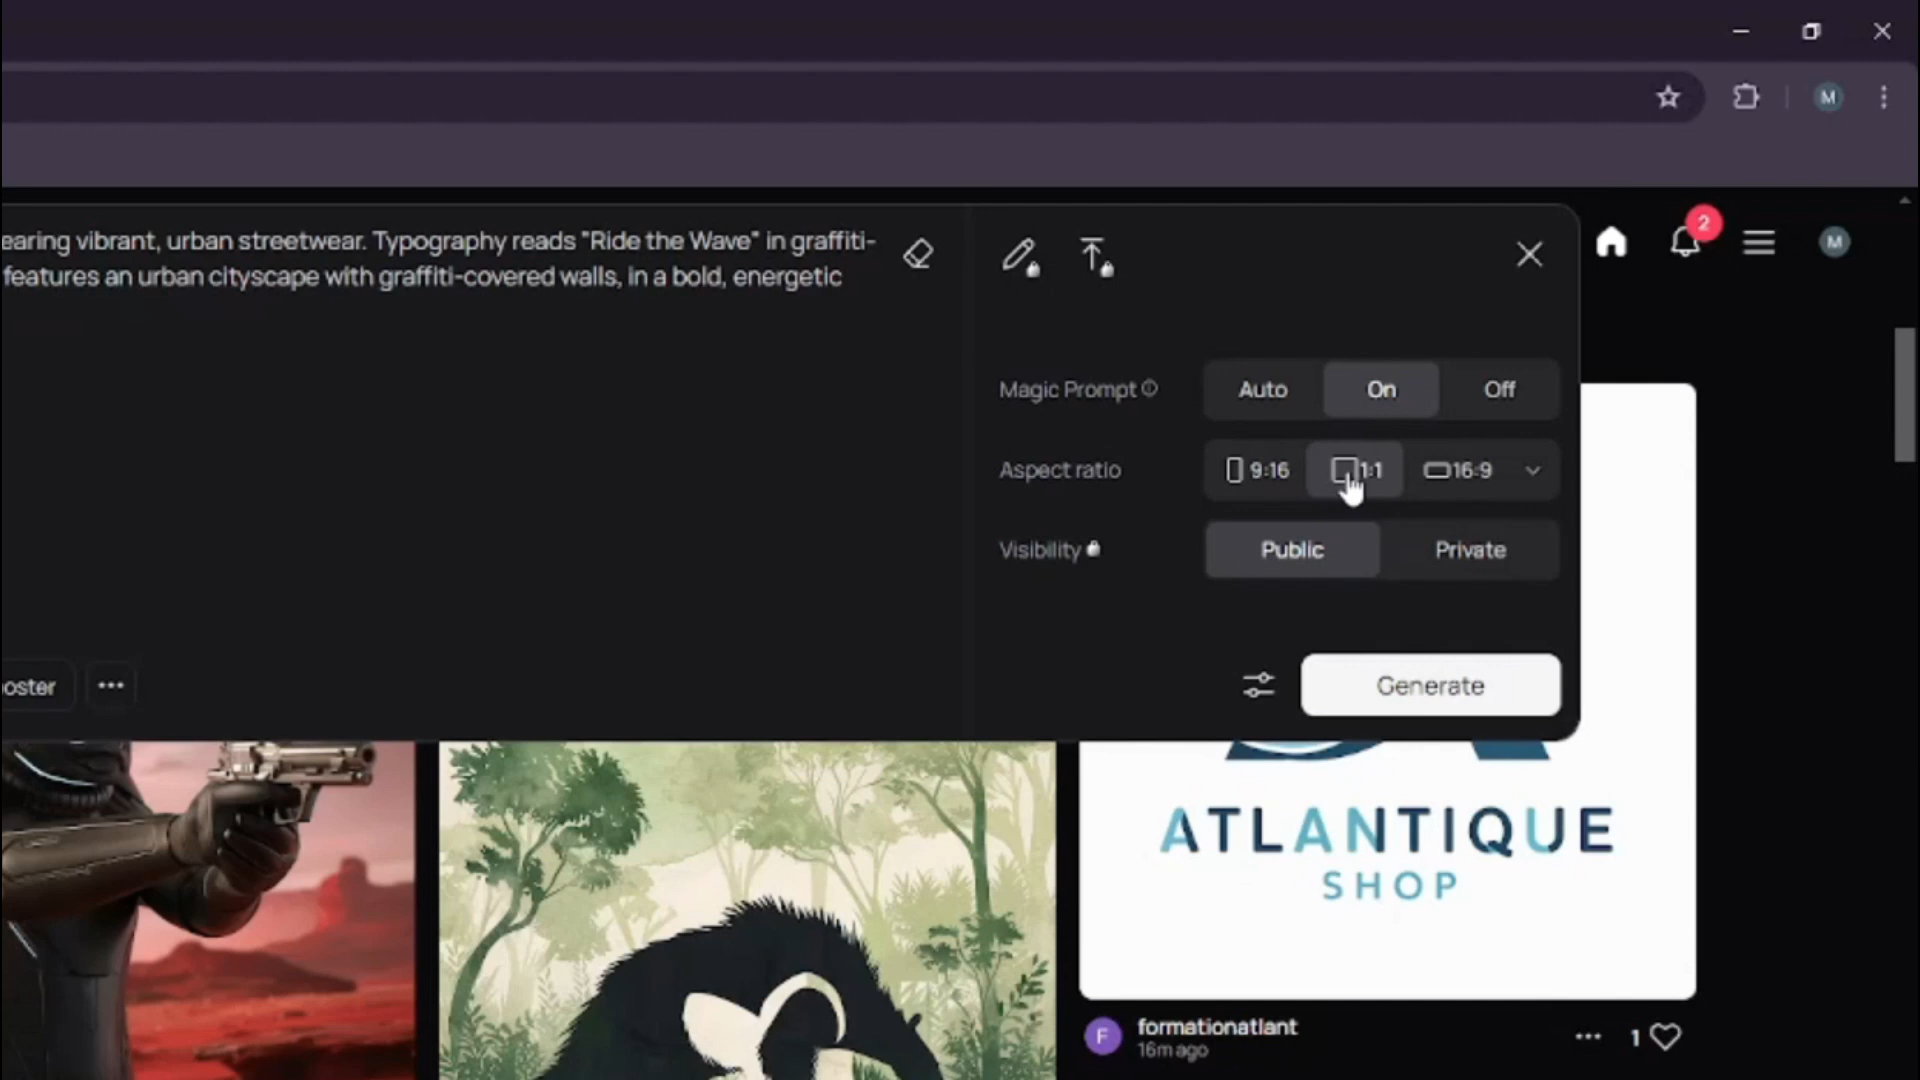 M
earing vibrant, urban streetwear. Typography reads "Ride the Wave" in graffiti-
features an urban cityscape with graffiti-covered walls, in a bold, energetic
2
M
Magic Prompt
Auto
On
Off
Aspect ratio
9:16
1:1
16:9
Visibility
Public
Private
oster
Generate
ATLANTIQUE
SHOP
F
formationatlant
16m ago
1